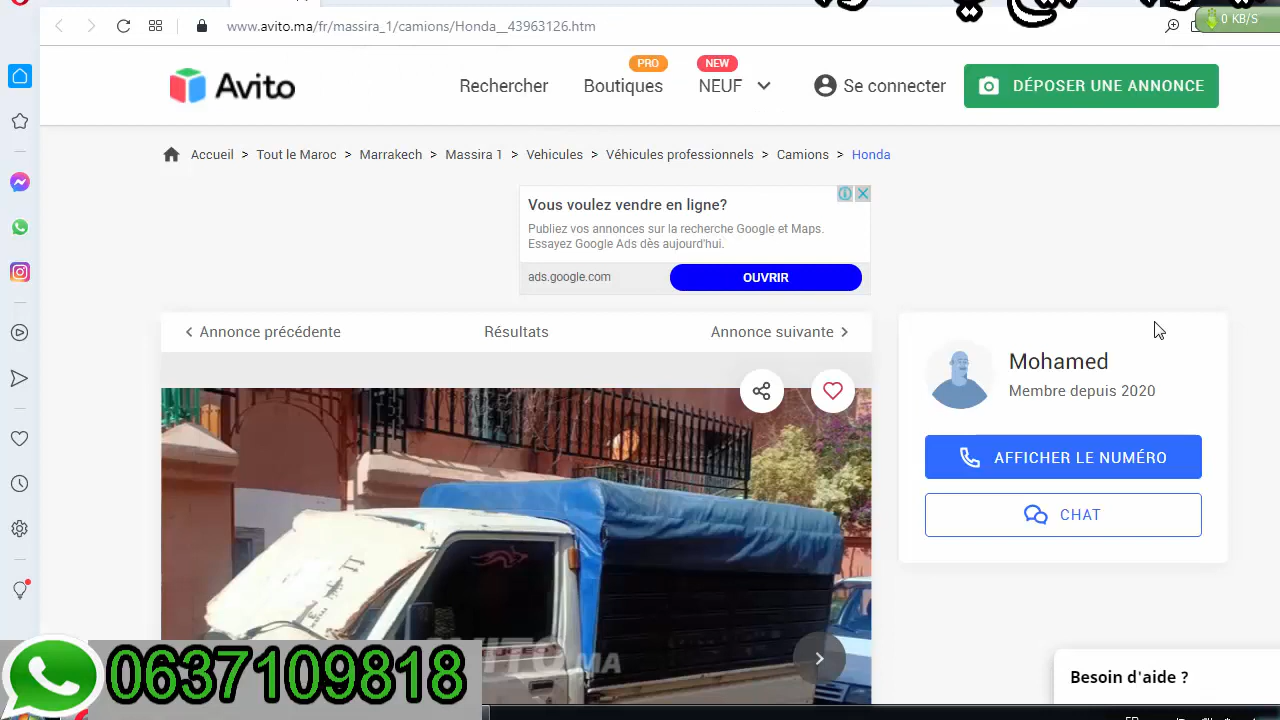 www.avito.ma/fr/massira_1/camions/Honda__43963126.htm
0 KB/S
Avito
Rechercher
PRO
Boutiques
NEW
NEUF
Se connecter
DÉPOSER UNE ANNONCE
Accueil > Tout le Maroc > Marrakech > Massira 1 > Vehicules > Véhicules professionnels > Camions > Honda
Vous voulez vendre en ligne?
Publiez vos annonces sur la recherche Google et Maps.
Essayez Google Ads dès aujourd'hui.
ads.google.com
OUVRIR
Annonce précédente
Résultats
Annonce suivante
Mohamed
Membre depuis 2020
AFFICHER LE NUMÉRO
CHAT
0637109818
Besoin d'aide ?